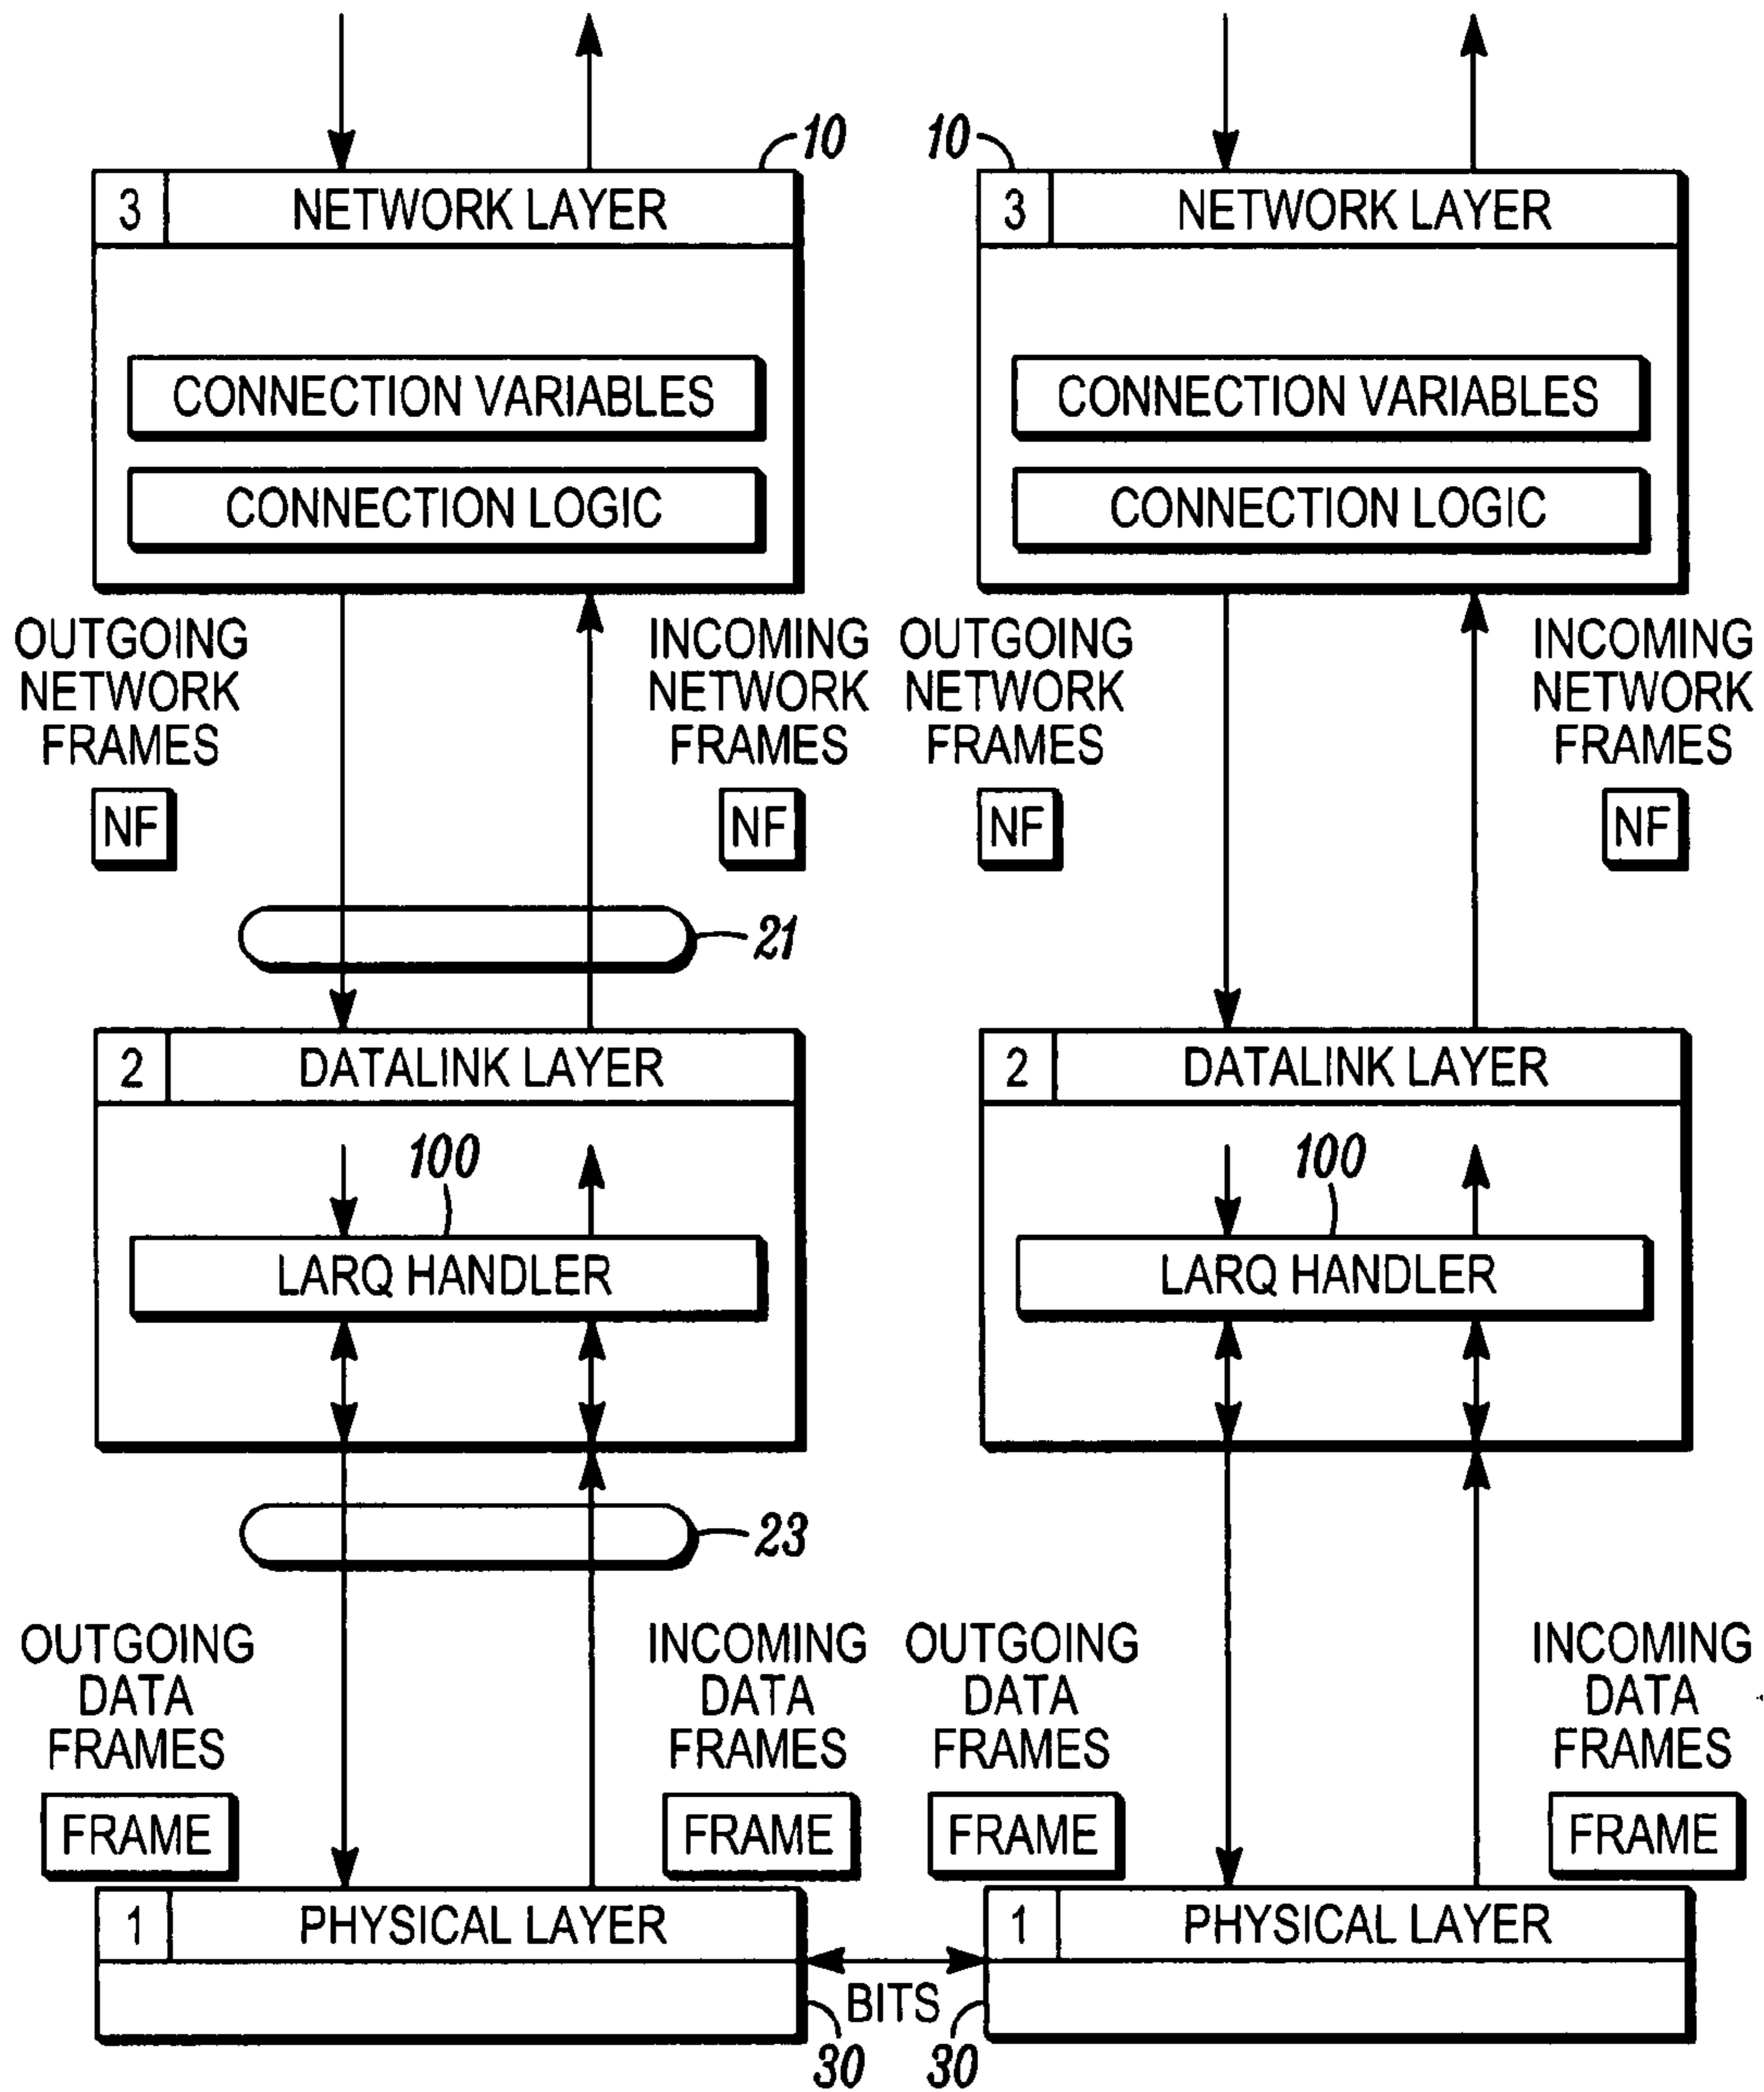 10
10
3 NETWORK LAYER
3 NETWORK LAYER
CONNECTION VARIABLES
CONNECTION VARIABLES
CONNECTION LOGIC
CONNECTION LOGIC
OUTGOING
NETWORK
FRAMES
NF
INCOMING
NETWORK
FRAMES
NF
OUTGOING
NETWORK
FRAMES
NF
INCOMING
NETWORK
FRAMES
NF
21
2 DATALINK LAYER
2 DATALINK LAYER
100
100
LARQ HANDLER
LARQ HANDLER
23
OUTGOING
DATA
FRAMES
FRAME
INCOMING
DATA
FRAMES
FRAME
OUTGOING
DATA
FRAMES
FRAME
INCOMING
DATA
FRAMES
FRAME
1 PHYSICAL LAYER
1 PHYSICAL LAYER
BITS
30
30